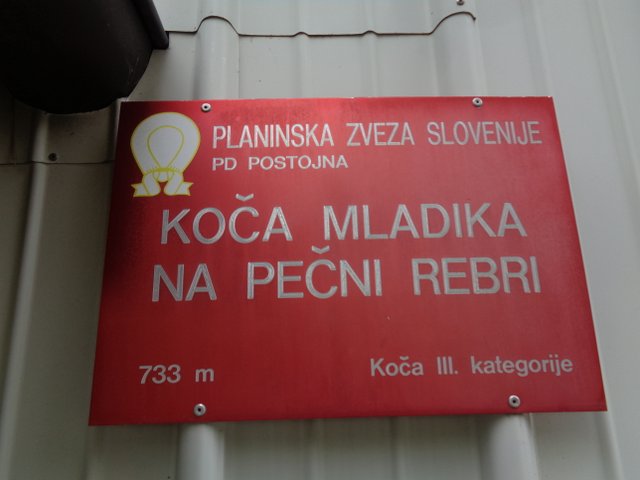 PLANINSKA ZVEZA SLOVENIJE
PD POSTOJNA
KOČA MLADIKA
NA PEČNI REBRI
733 m
Koča III. kategorije